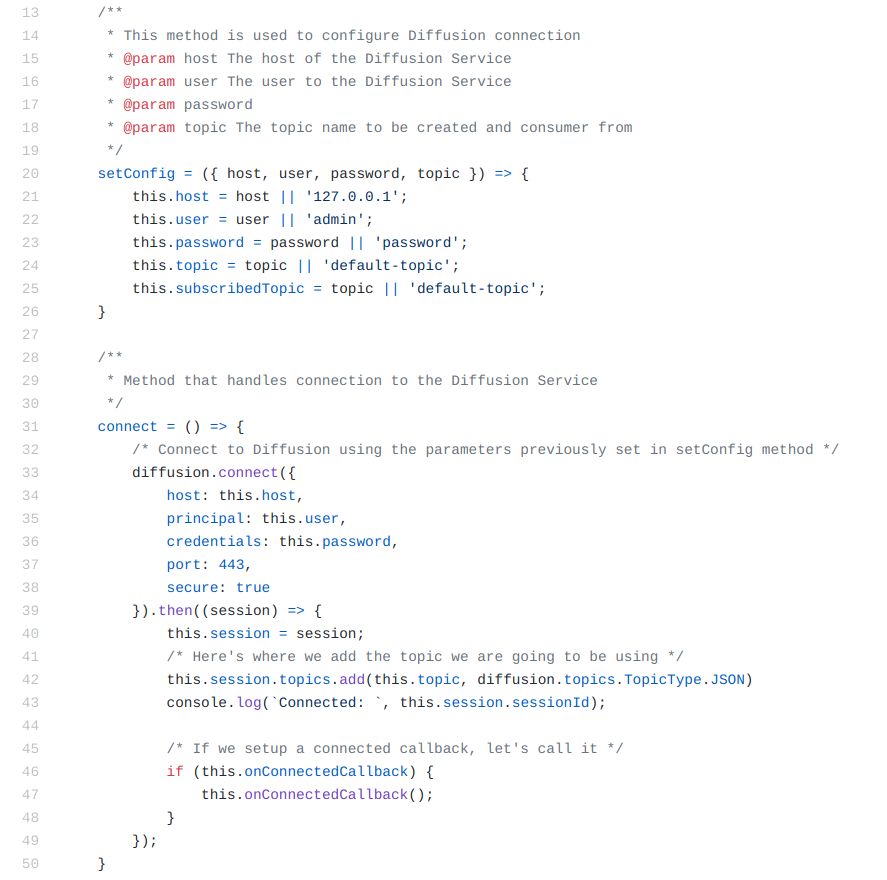 13 /**
14  * This method is used to configure Diffusion connection
15  * @param host The host of the Diffusion Service
16  * @param user The user to the Diffusion Service
17  * @param password
18  * @param topic The topic name to be created and consumer from
19  */
20 setConfig = ({ host, user, password, topic }) => {
21     this.host = host || '127.0.0.1';
22     this.user = user || 'admin';
23     this.password = password || 'password';
24     this.topic = topic || 'default-topic';
25     this.subscribedTopic = topic || 'default-topic';
26 }
27
28 /**
29  * Method that handles connection to the Diffusion Service
30  */
31 connect = () => {
32     /* Connect to Diffusion using the parameters previously set in setConfig method */
33     diffusion.connect({
34         host: this.host,
35         principal: this.user,
36         credentials: this.password,
37         port: 443,
38         secure: true
39     }).then((session) => {
40         this.session = session;
41         /* Here's where we add the topic we are going to be using */
42         this.session.topics.add(this.topic, diffusion.topics.TopicType.JSON)
43         console.log(`Connected: `, this.session.sessionId);
44
45         /* If we setup a connected callback, let's call it */
46         if (this.onConnectedCallback) {
47             this.onConnectedCallback();
48         }
49     });
50 }